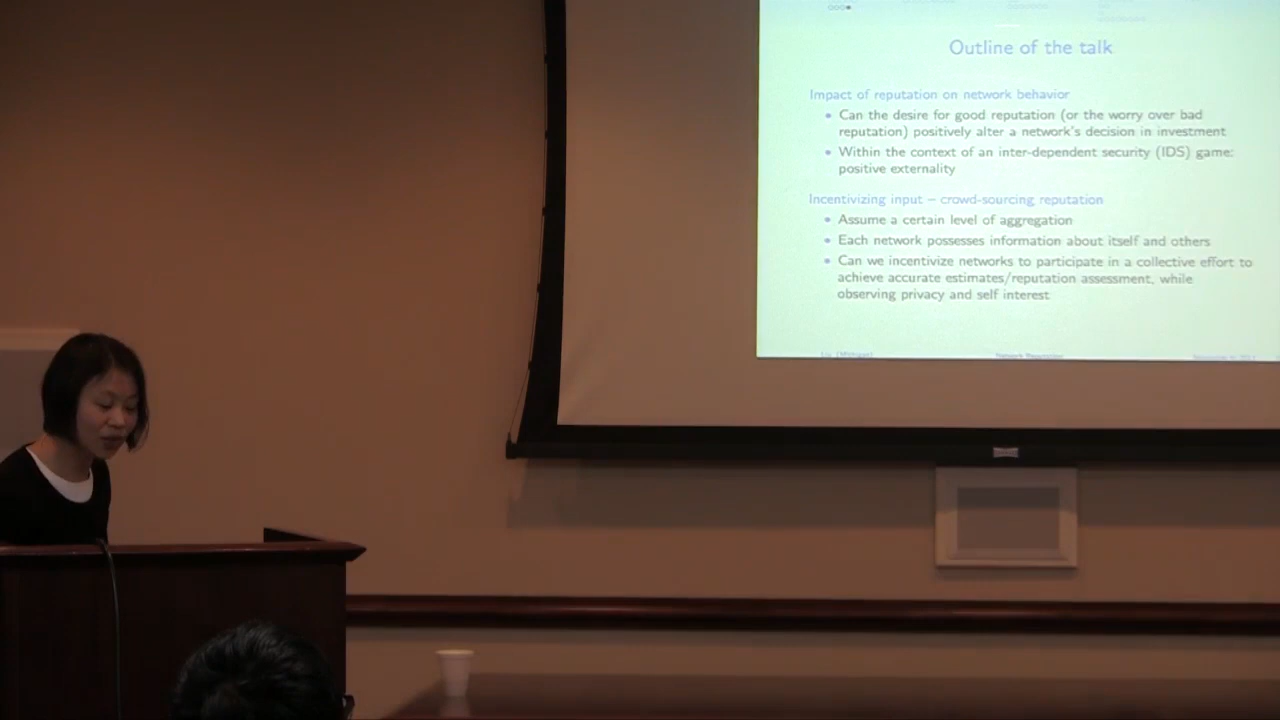 Outline of the talk
Impact of reputation on network behavior
• Can the desire for good reputation (or the worry over bad
reputation) positively alter a network's decision in investment
• Within the context of an inter-dependent security (IDS) game:
positive externality
Incentivizing input – crowd-sourcing reputation
• Assume a certain level of aggregation
• Each network possesses information about itself and others
• Can we incentivize networks to participate in a collective effort to
achieve accurate estimates/reputation assessment, while
observing privacy and self interest
Liu (Michigan)
Network Reputation